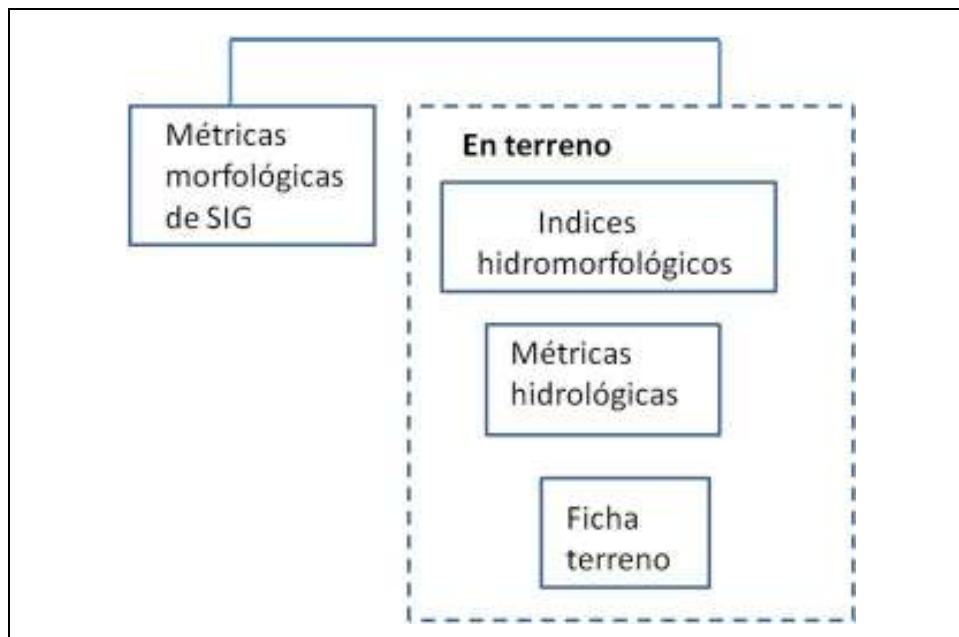 Métricas
morfológicas
de SIG
En terreno
Indices
hidromorfológicos
Métricas
hidrológicas
Ficha
terreno